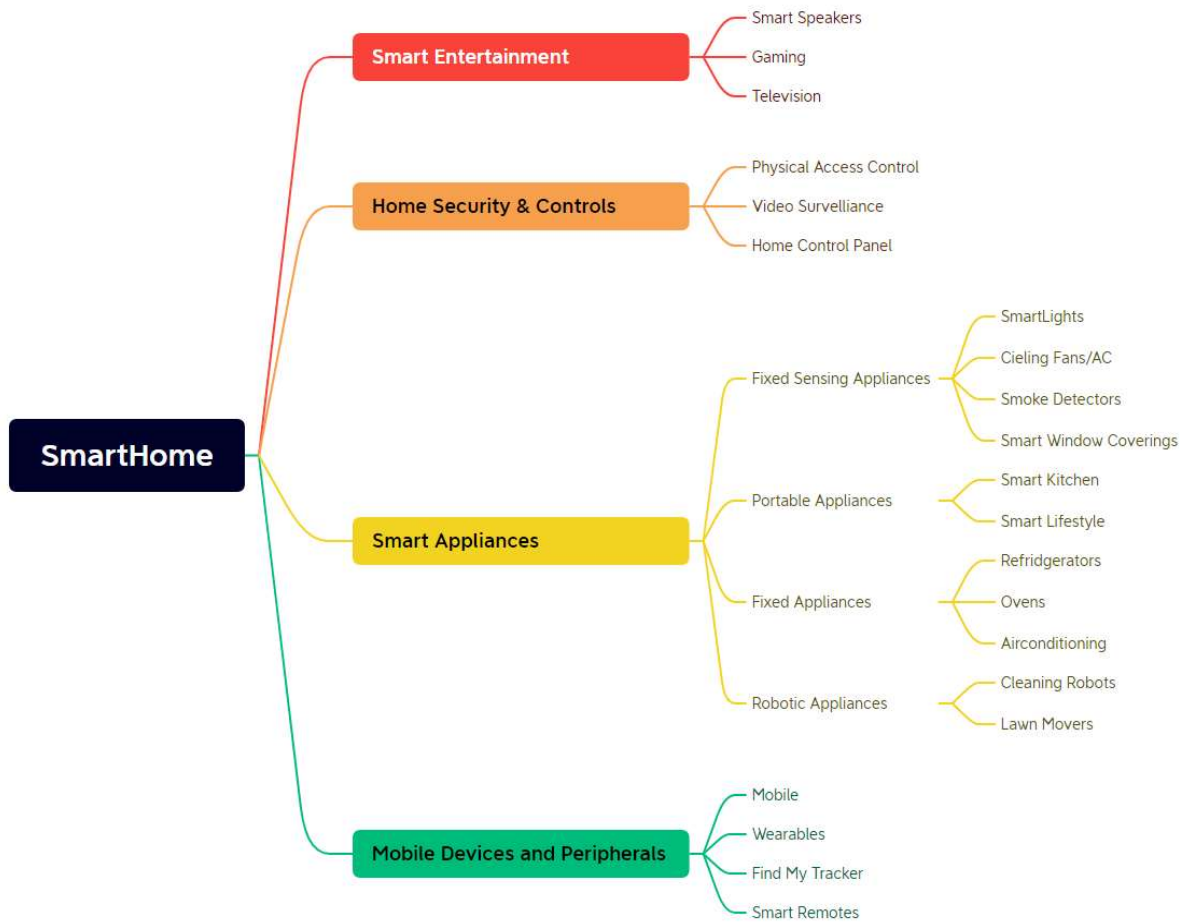 SmartHome
Smart Entertainment
Smart Speakers
Gaming
Television
Home Security & Controls
Physical Access Control
Video Survelliance
Home Control Panel
Smart Appliances
Fixed Sensing Appliances
SmartLights
Cieling Fans/AC
Smoke Detectors
Smart Window Coverings
Portable Appliances
Smart Kitchen
Smart Lifestyle
Fixed Appliances
Refridgerators
Ovens
Airconditioning
Robotic Appliances
Cleaning Robots
Lawn Movers
Mobile Devices and Peripherals
Mobile
Wearables
Find My Tracker
Smart Remotes